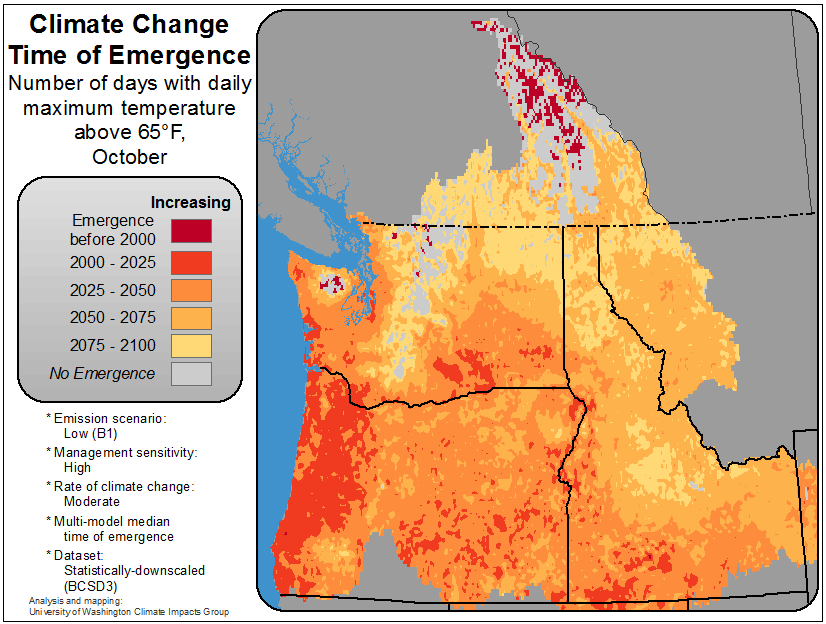 Climate Change
Time of Emergence
Number of days with daily
maximum temperature
above 65°F,
October
Increasing
Emergence
before 2000
2000 - 2025
2025 - 2050
2050 - 2075
2075 - 2100
No Emergence
* Emission scenario:
Low (B1)
* Management sensitivity:
High
* Rate of climate change:
Moderate
* Multi-model median
time of emergence
* Dataset:
Statistically-downscaled
(BCSD3)
Analysis and mapping:
University of Washington Climate Impacts Group